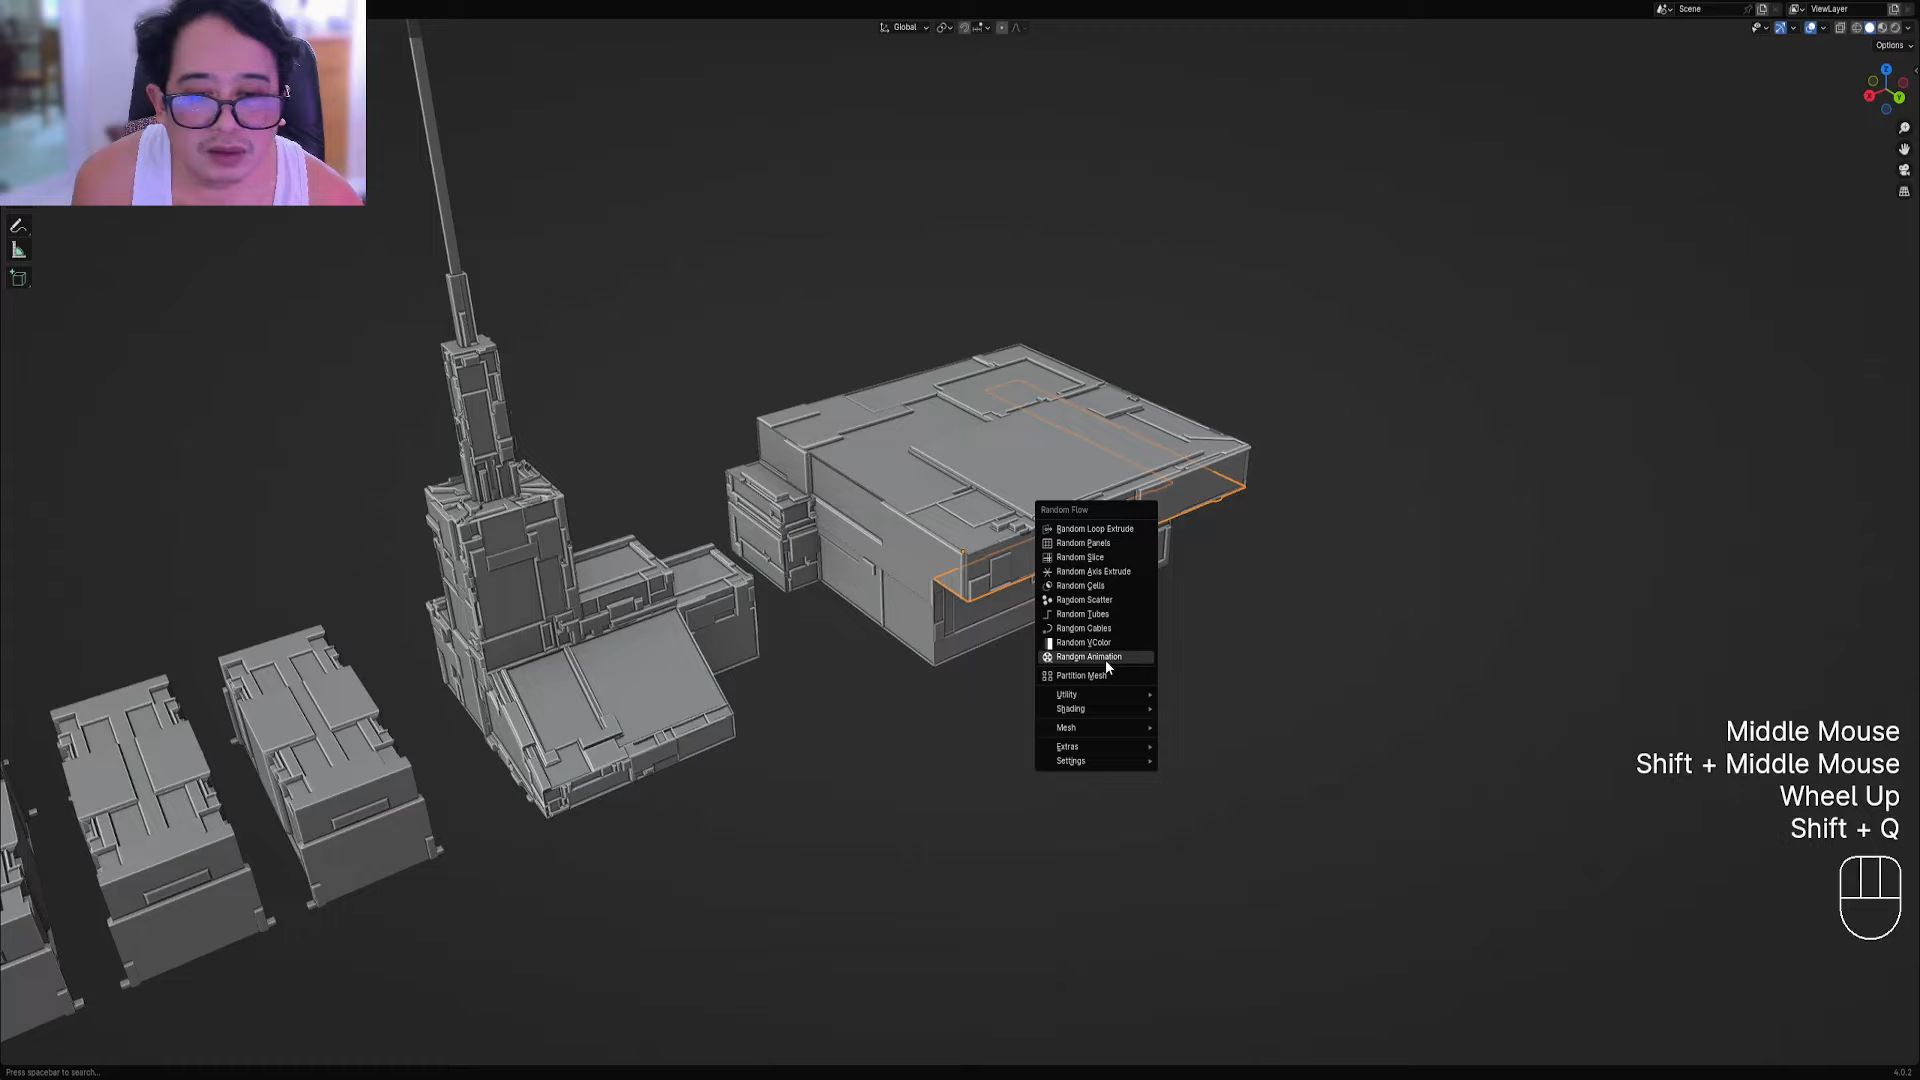 Global
Scene
ViewLayer
Options
Z
X
Y
Random Flow
Random Loop Extrude
Random Panels
Random Slice
Random Axis Extrude
Random Cells
Random Scatter
Random Tubes
Random Cables
Random VColor
Random Animation
Partition Mesh
Utility
Shading
Mesh
Extras
Settings
Middle Mouse
Shift + Middle Mouse
Wheel Up
Shift + Q
Press spacebar to search...
4.0.2